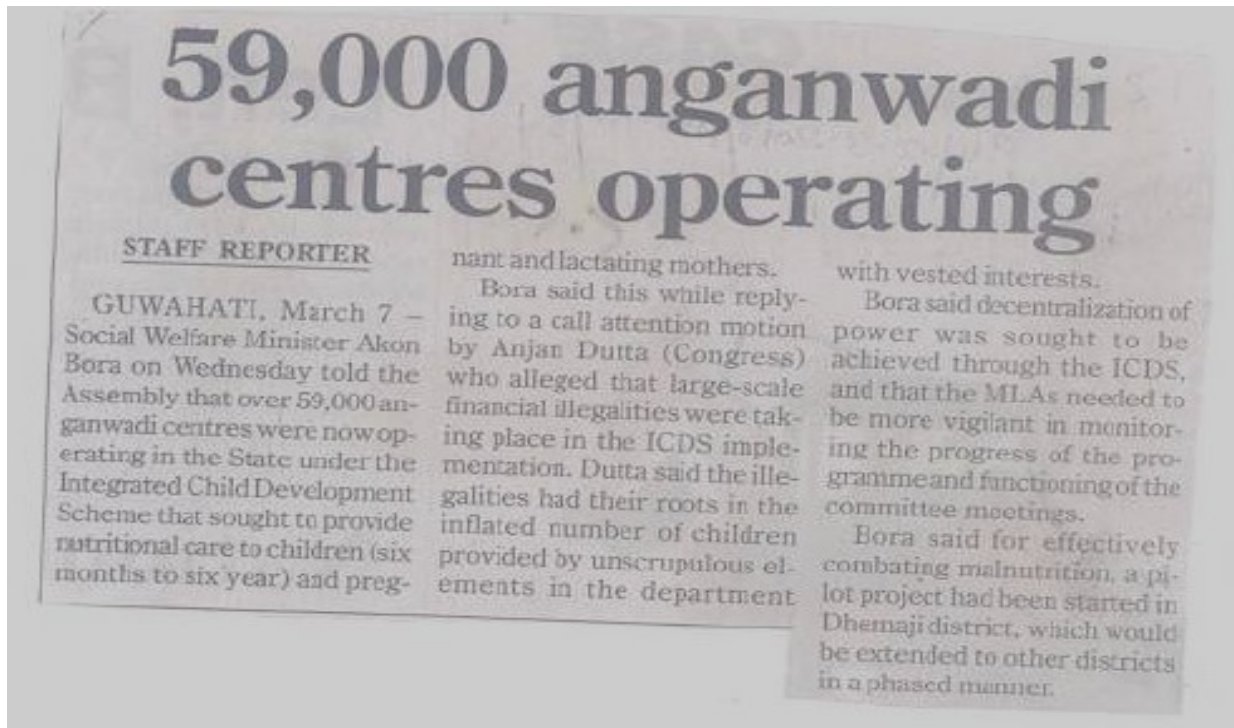 59,000 anganwadi
centres operating
STAFF REPORTER
GUWAHATI, March 7 –
Social Welfare Minister Akon
Bora on Wednesday told the
Assembly that over 59,000 an-
ganwadi centres were now op-
erating in the State under the
Integrated Child Development
Scheme that sought to provide
nutritional care to children (six
months to six year) and preg-
nant and lactating mothers.
Bora said this while reply-
ing to a call attention motion
by Anjan Dutta (Congress)
who alleged that large-scale
financial illegalities were tak-
ing place in the ICDS imple-
mentation. Dutta said the ille-
galities had their roots in the
inflated number of children
provided by unscrupulous el-
ements in the department
with vested interests.
Bora said decentralization of
power was sought to be
achieved through the ICDS,
and that the MLAs needed to
be more vigilant in monitor-
ing the progress of the pro-
gramme and functioning of the
committee meetings.
Bora said for effectively
combating malnutrition, a pi-
lot project had been started in
Dhemaji district, which would
be extended to other districts
in a phased manner.